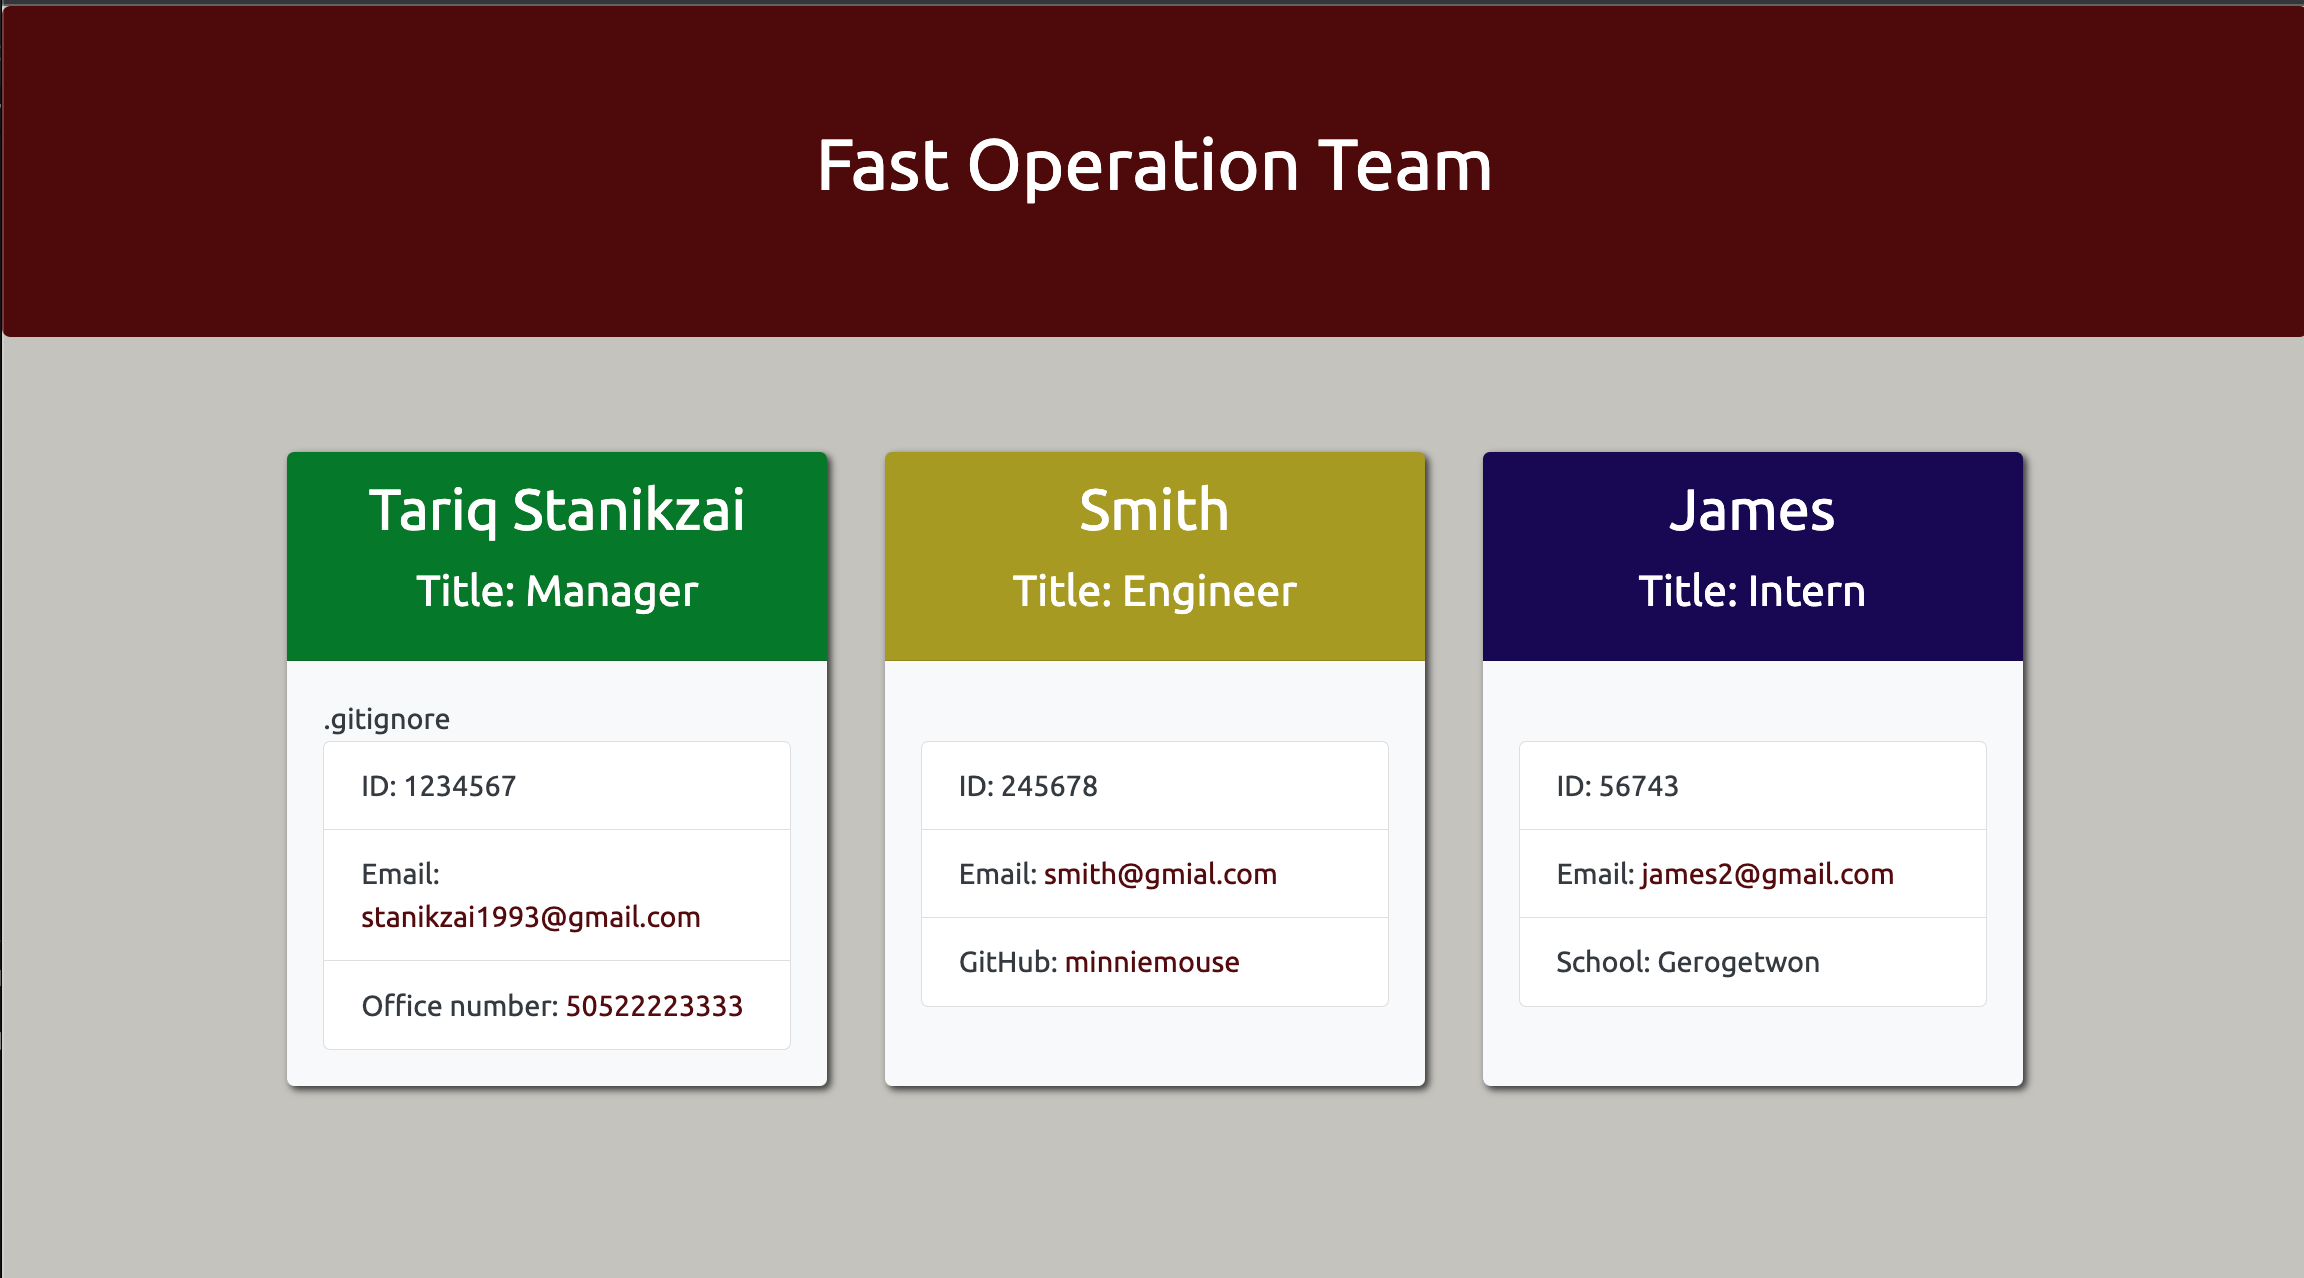 Fast Operation Team
Tariq Stanikzai
Title: Manager
.gitignore
ID: 1234567
Email:
stanikzai1993@gmail.com
Office number: 50522223333
Smith
Title: Engineer
ID: 245678
Email: smith@gmial.com
GitHub: minniemouse
James
Title: Intern
ID: 56743
Email: james2@gmail.com
School: Gerogetwon